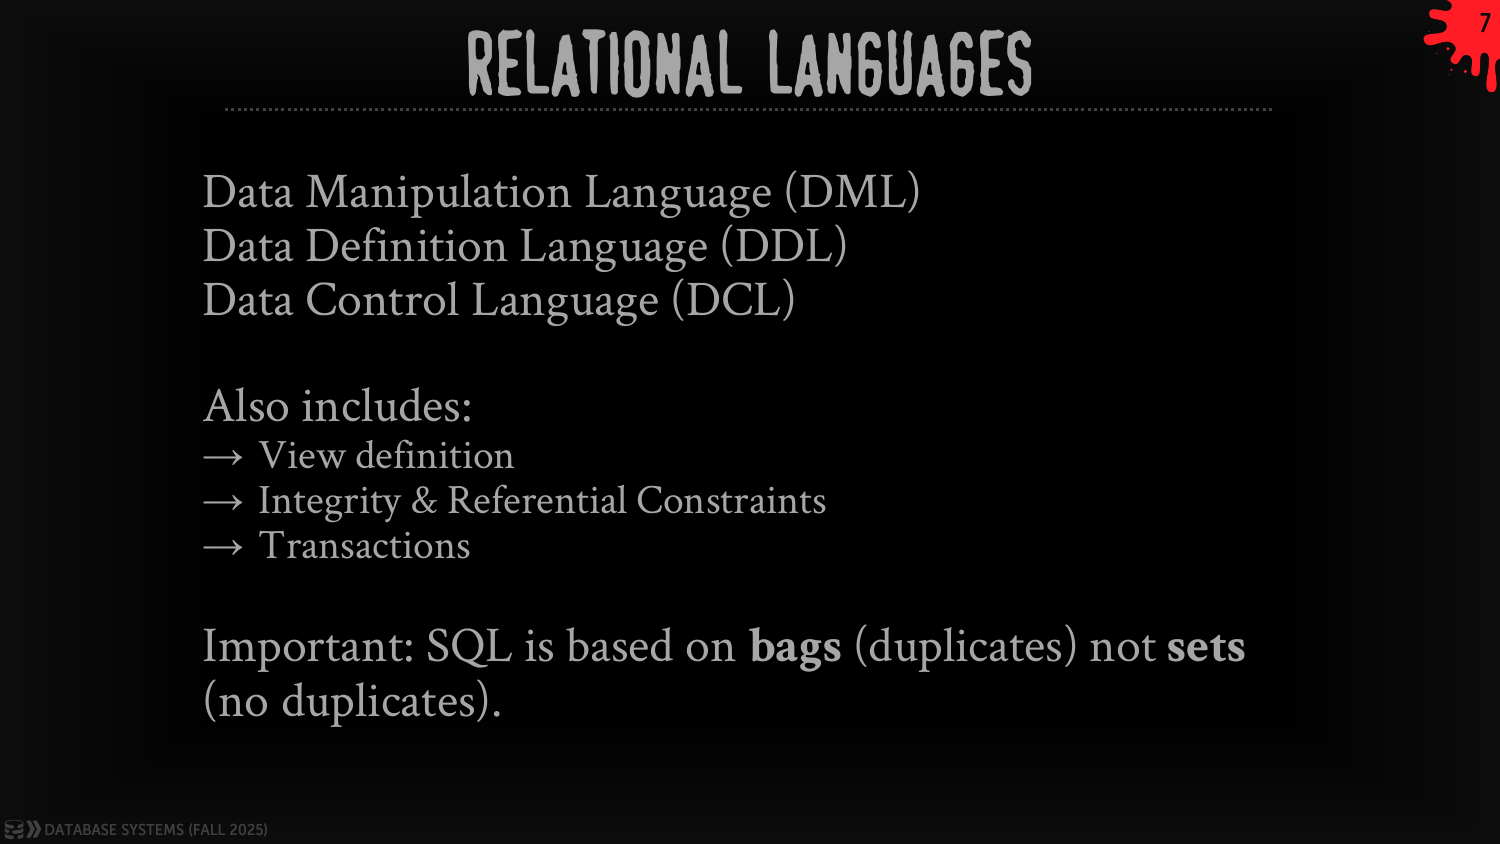 7
RELATIONAL LANGUAGES
Data Manipulation Language (DML)
Data Definition Language (DDL)
Data Control Language (DCL)
Also includes:
→ View definition
→ Integrity & Referential Constraints
→ Transactions
Important: SQL is based on bags (duplicates) not sets
(no duplicates).
DATABASE SYSTEMS (FALL 2025)